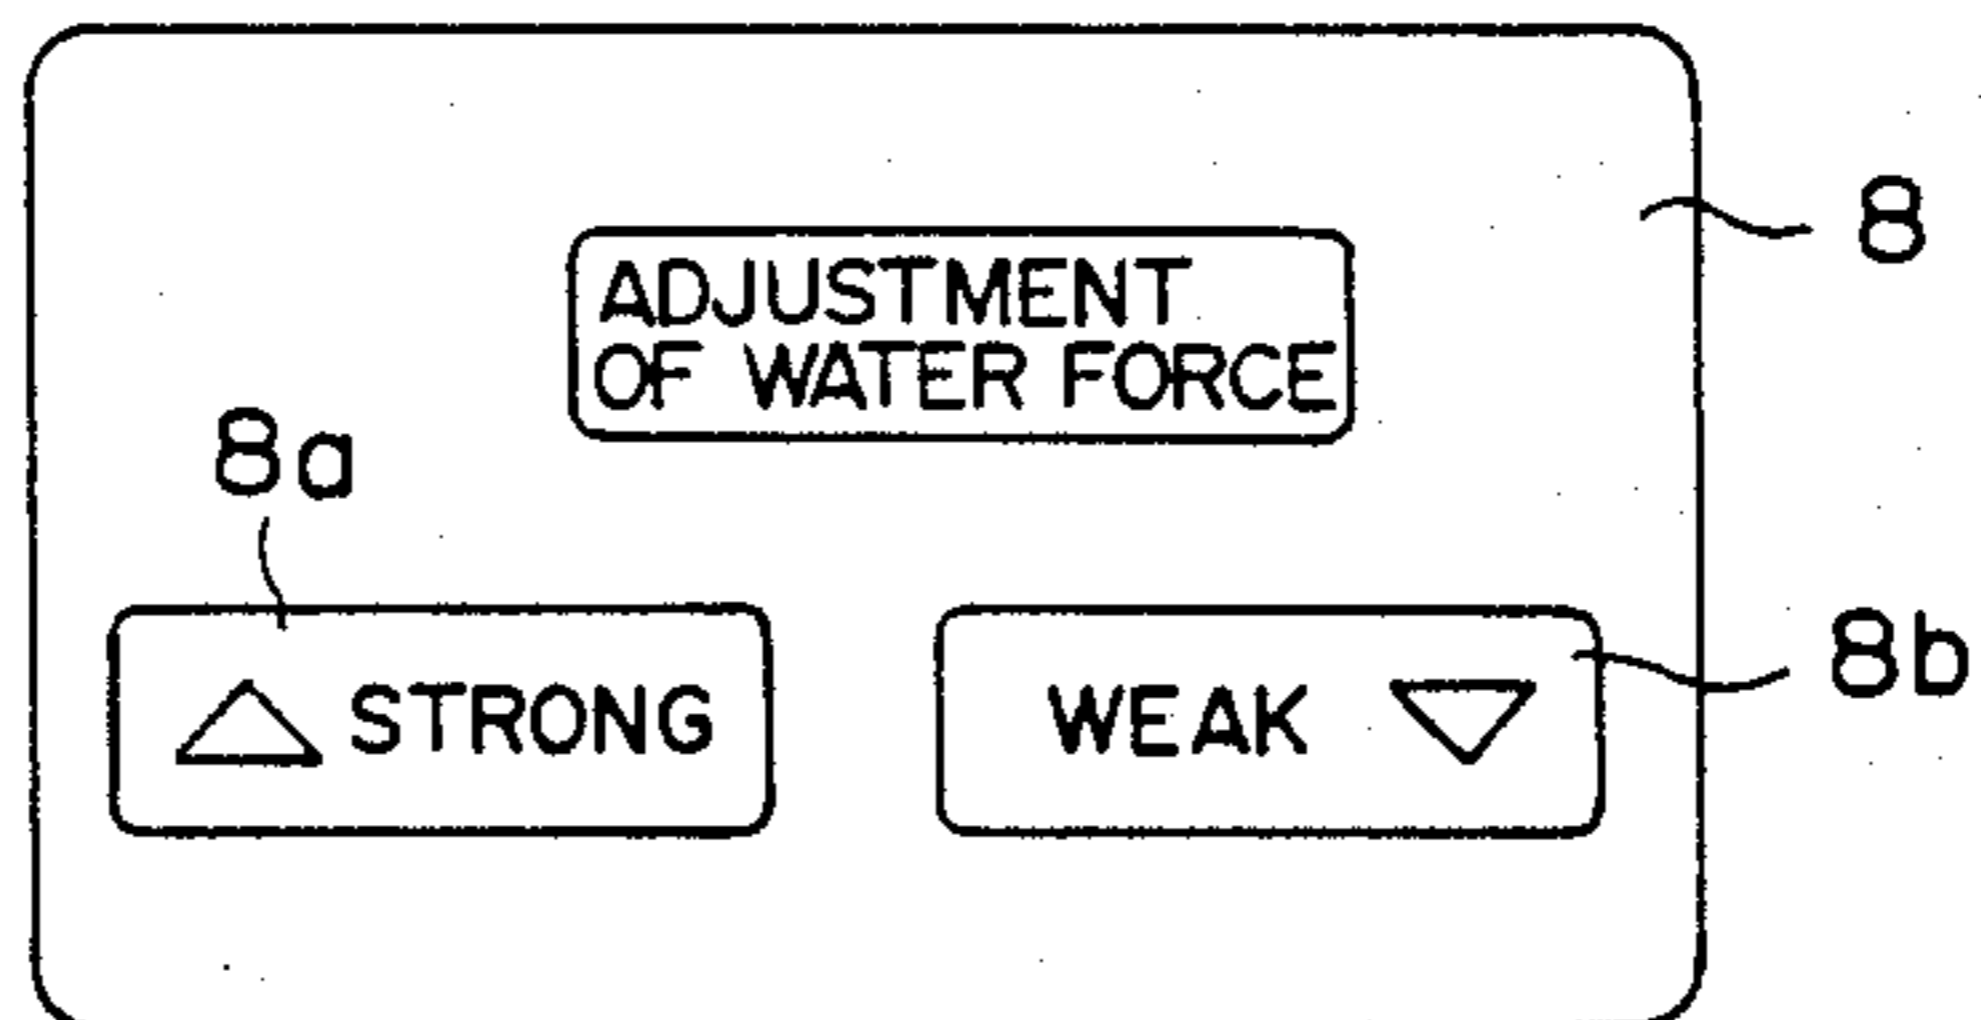 8
ADJUSTMENT
OF WATER FORCE
8a
8b
△ STRONG
WEAK ▽